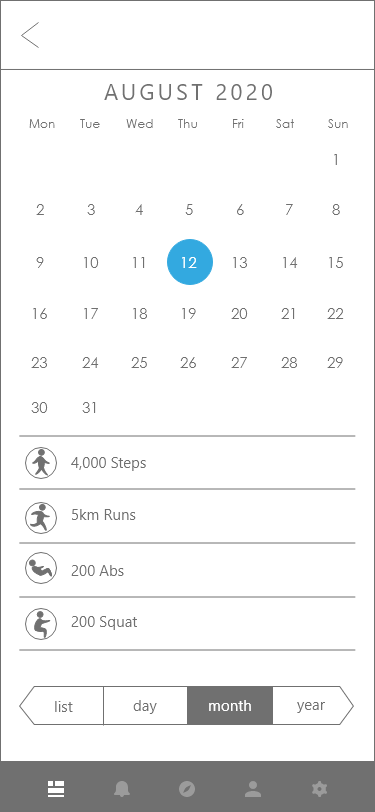 AUGUST 2020
Mon Tue Wed Thu Fri Sat Sun
1
2 3 4 5 6 7 8
9 10 11 12 13 14 15
16 17 18 19 20 21 22
23 24 25 26 27 28 29
30 31
4,000 Steps
5km Runs
200 Abs
200 Squat
list day month year